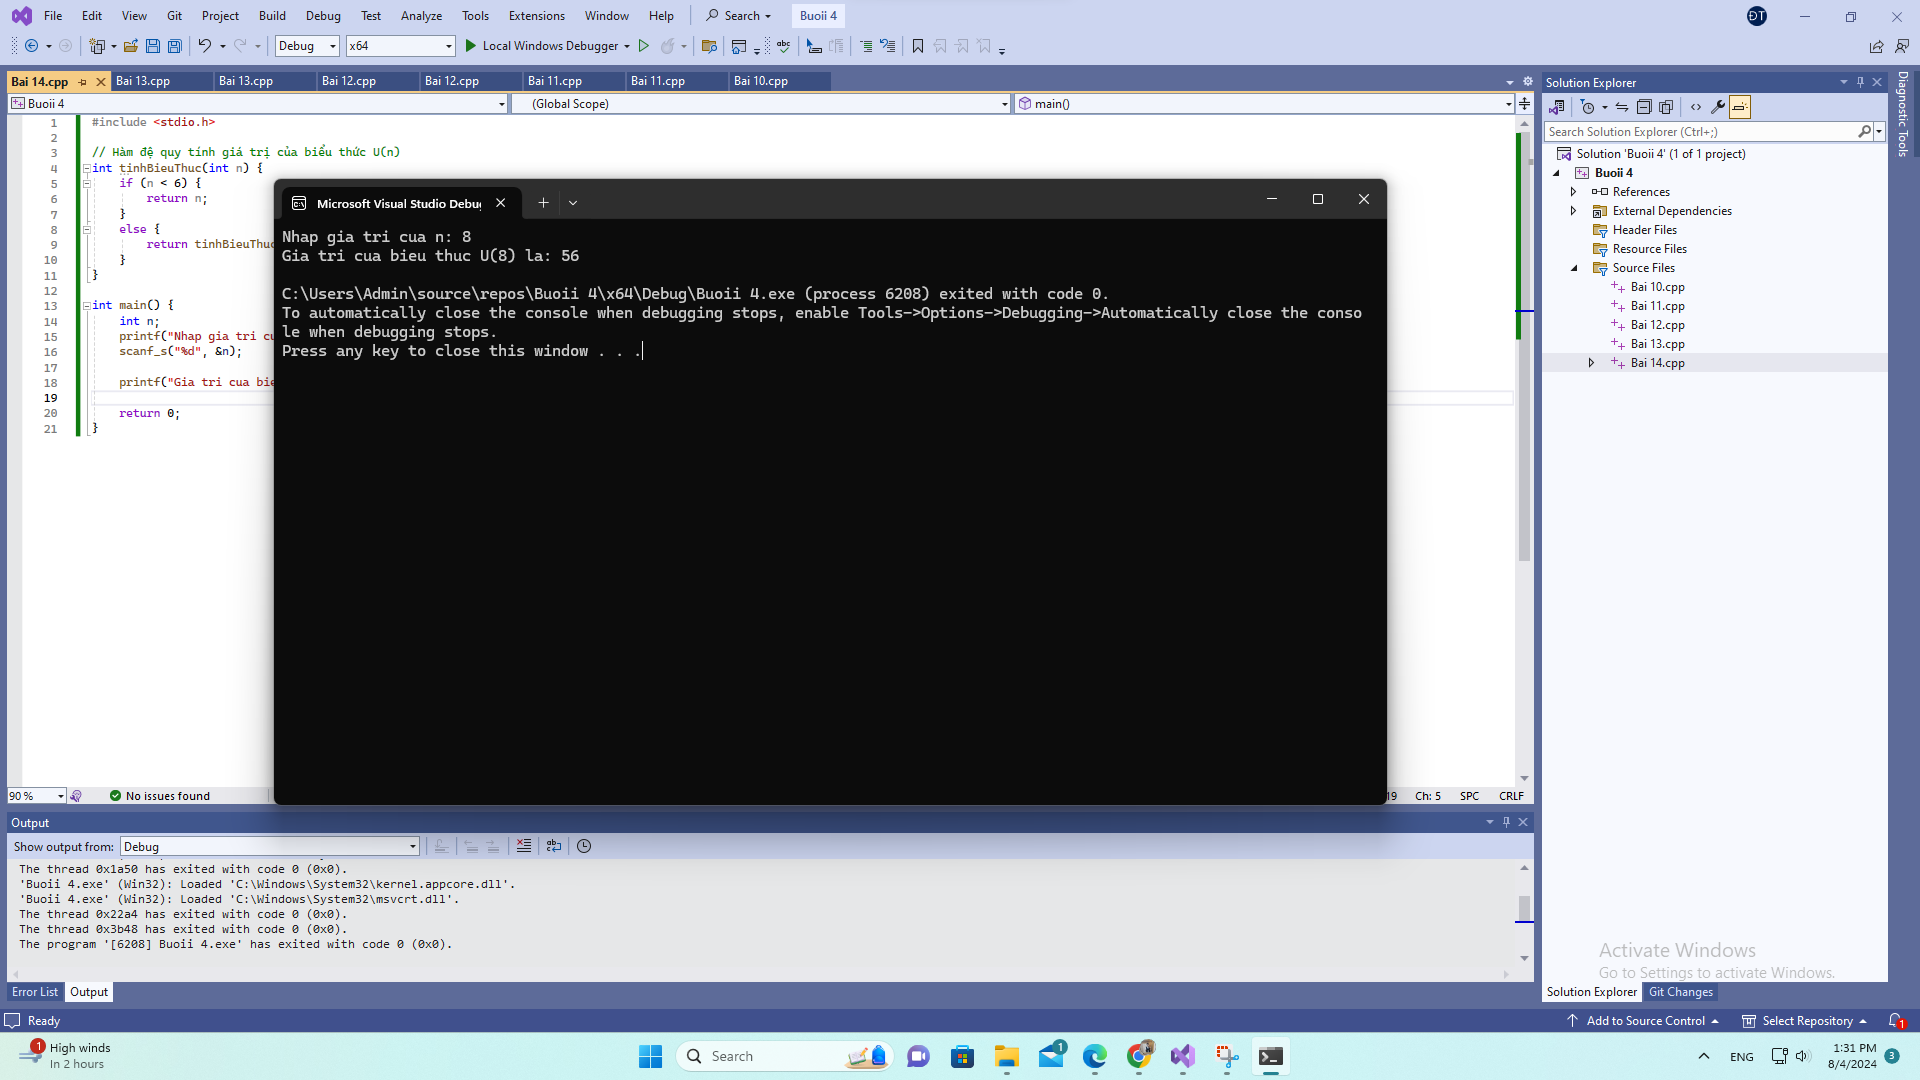 File Edit View Git Project Build Debug Test Analyze Tools Extensions Window Help Search Buoii 4 ĐT
Debug x64 Local Windows Debugger
Bai 14.cpp Bai 13.cpp Bai 13.cpp Bai 12.cpp Bai 12.cpp Bai 11.cpp Bai 11.cpp Bai 10.cpp
Buoii 4 (Global Scope) main()
1 #include <stdio.h>
2
3 // Hàm đệ quy tính giá trị của biểu thức U(n)
4 int tinhBieuThuc(int n) {
5 if (n < 6) {
6 return n;
7 }
8 else {
9 return tinhBieuThuc
10 }
11 }
12
13 int main() {
14 int n;
15 printf("Nhap gia tri cu
16 scanf_s("%d", &n);
17
18 printf("Gia tri cua bie
19
20 return 0;
21 }
Microsoft Visual Studio Debug
Nhap gia tri cua n: 8
Gia tri cua bieu thuc U(8) la: 56
C:\Users\Admin\source\repos\Buoii 4\x64\Debug\Buoii 4.exe (process 6208) exited with code 0.
To automatically close the console when debugging stops, enable Tools->Options->Debugging->Automatically close the conso
le when debugging stops.
Press any key to close this window . . .
90 % No issues found 19 Ch: 5 SPC CRLF
Output
Show output from: Debug
The thread 0x1a50 has exited with code 0 (0x0).
'Buoii 4.exe' (Win32): Loaded 'C:\Windows\System32\kernel.appcore.dll'.
'Buoii 4.exe' (Win32): Loaded 'C:\Windows\System32\msvcrt.dll'.
The thread 0x22a4 has exited with code 0 (0x0).
The thread 0x3b48 has exited with code 0 (0x0).
The program '[6208] Buoii 4.exe' has exited with code 0 (0x0).
Error List Output
Solution Explorer
Search Solution Explorer (Ctrl+;)
Solution 'Buoii 4' (1 of 1 project)
Buoii 4
References
External Dependencies
Header Files
Resource Files
Source Files
Bai 10.cpp
Bai 11.cpp
Bai 12.cpp
Bai 13.cpp
Bai 14.cpp
Diagnostic Tools
Activate Windows
Go to Settings to activate Windows.
Solution Explorer Git Changes
Ready Add to Source Control Select Repository 1
1 High winds
In 2 hours
Search
1
ENG
1:31 PM
8/4/2024
3